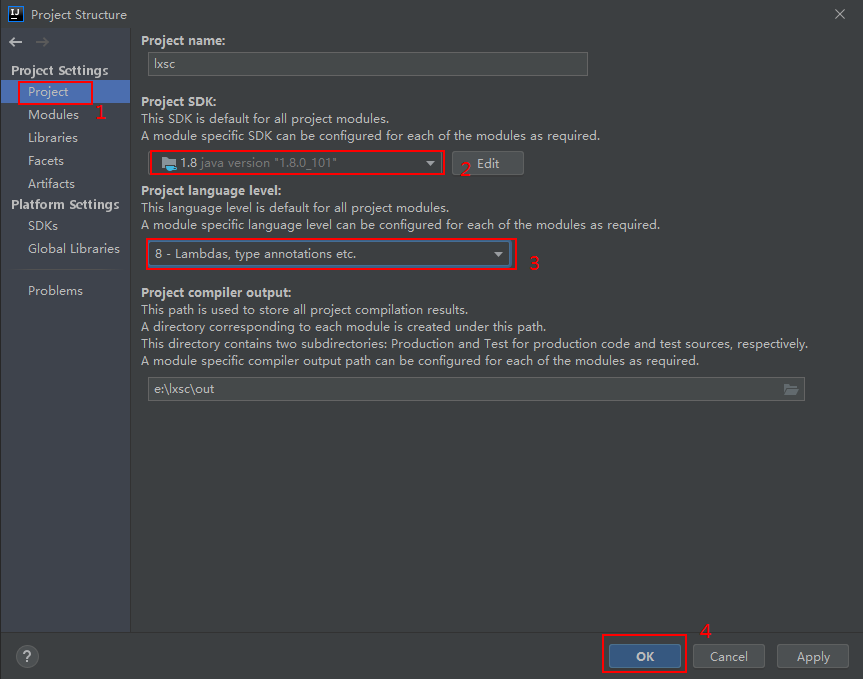 IJ Project Structure
Project name:
lxsc
Project Settings
Project
1
Modules
Libraries
Facets
Artifacts
Platform Settings
SDKs
Global Libraries
Problems
Project SDK:
This SDK is default for all project modules.
A module specific SDK can be configured for each of the modules as required.
1.8 java version "1.8.0_101"
2
Edit
Project language level:
This language level is default for all project modules.
A module specific language level can be configured for each of the modules as required.
8 - Lambdas, type annotations etc.
3
Project compiler output:
This path is used to store all project compilation results.
A directory corresponding to each module is created under this path.
This directory contains two subdirectories: Production and Test for production code and test sources, respectively.
A module specific compiler output path can be configured for each of the modules as required.
e:\lxsc\out
4
?
OK
Cancel
Apply